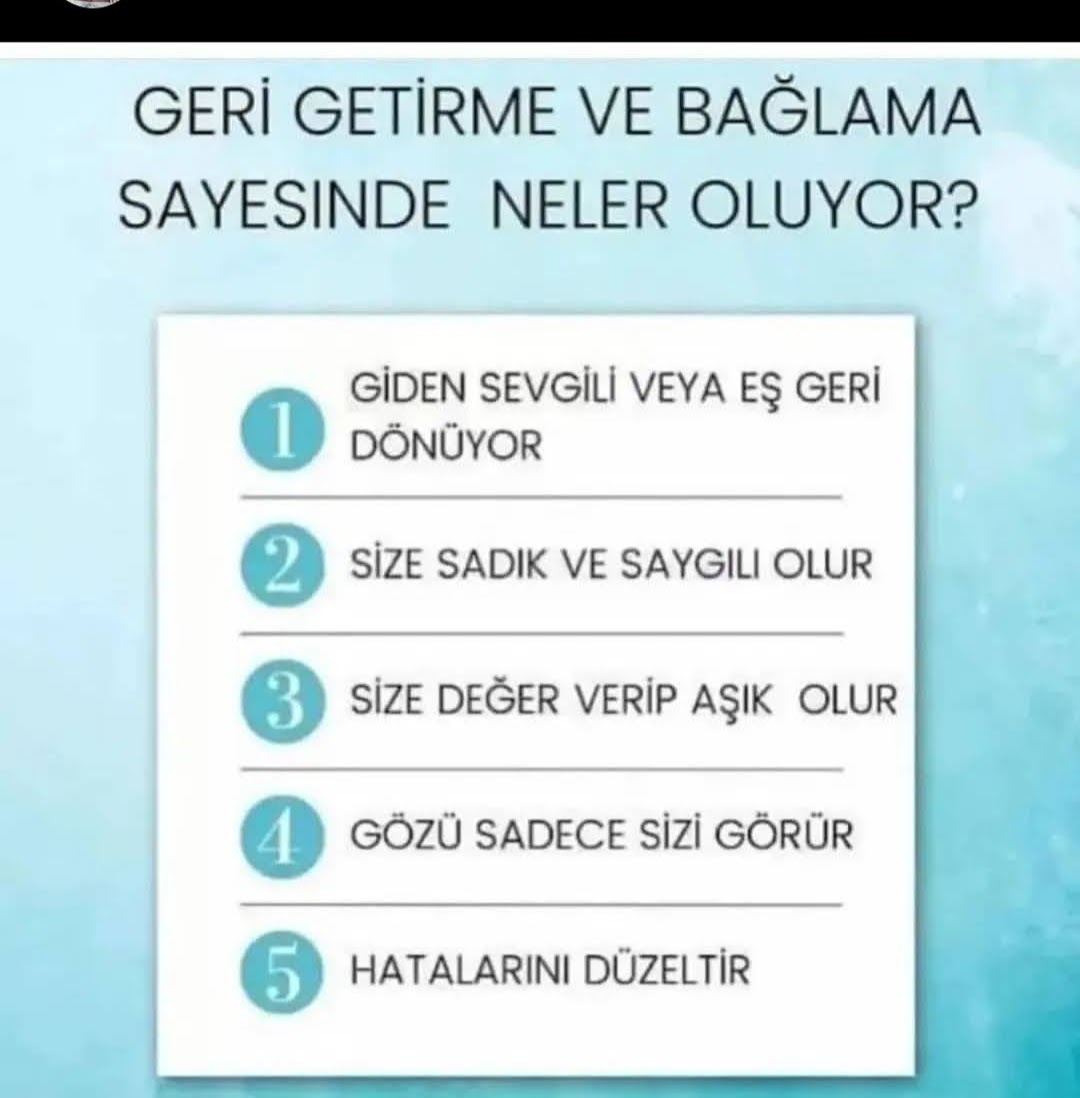 GERİ GETİRME VE BAĞLAMA
SAYESINDE NELER OLUYOR?
1 GİDEN SEVGİLİ VEYA EŞ GERİ
DÖNÜYOR
2 SİZE SADIK VE SAYGILI OLUR
3 SİZE DEĞER VERİP AŞIK OLUR
4 GÖZÜ SADECE SİZİ GÖRÜR
5 HATALARINI DÜZELTİR